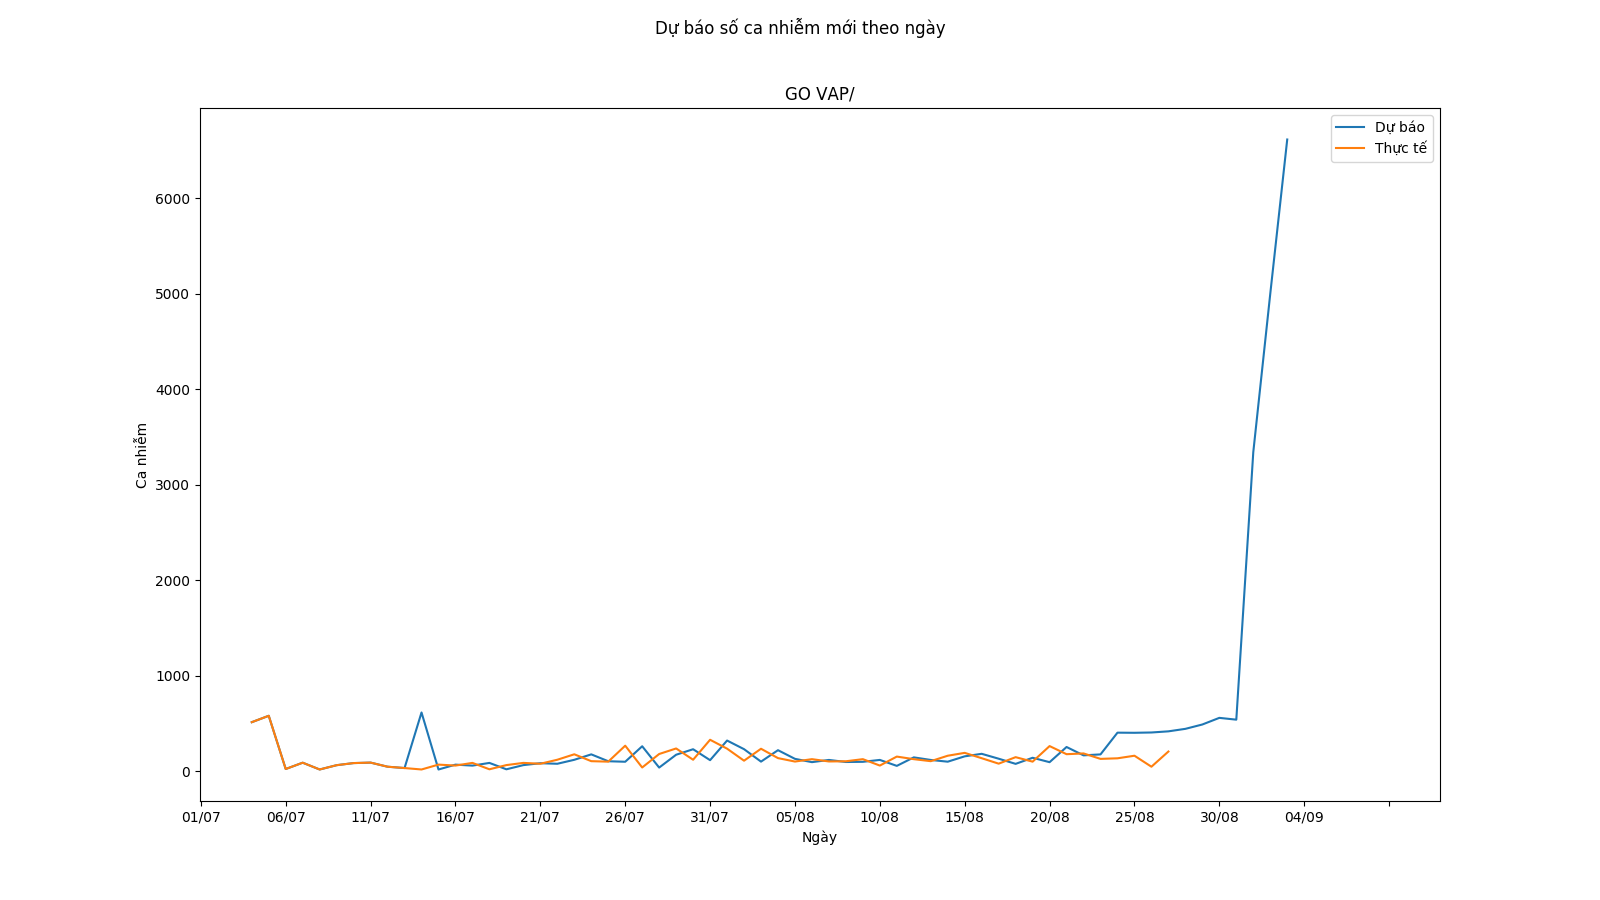 Dự báo số ca nhiễm mới theo ngày
GO VAP/
Dự báo
Thực tế
Ca nhiễm
6000
5000
4000
3000
2000
1000
0
01/07 06/07 11/07 16/07 21/07 26/07 31/07 05/08 10/08 15/08 20/08 25/08 30/08 04/09
Ngày